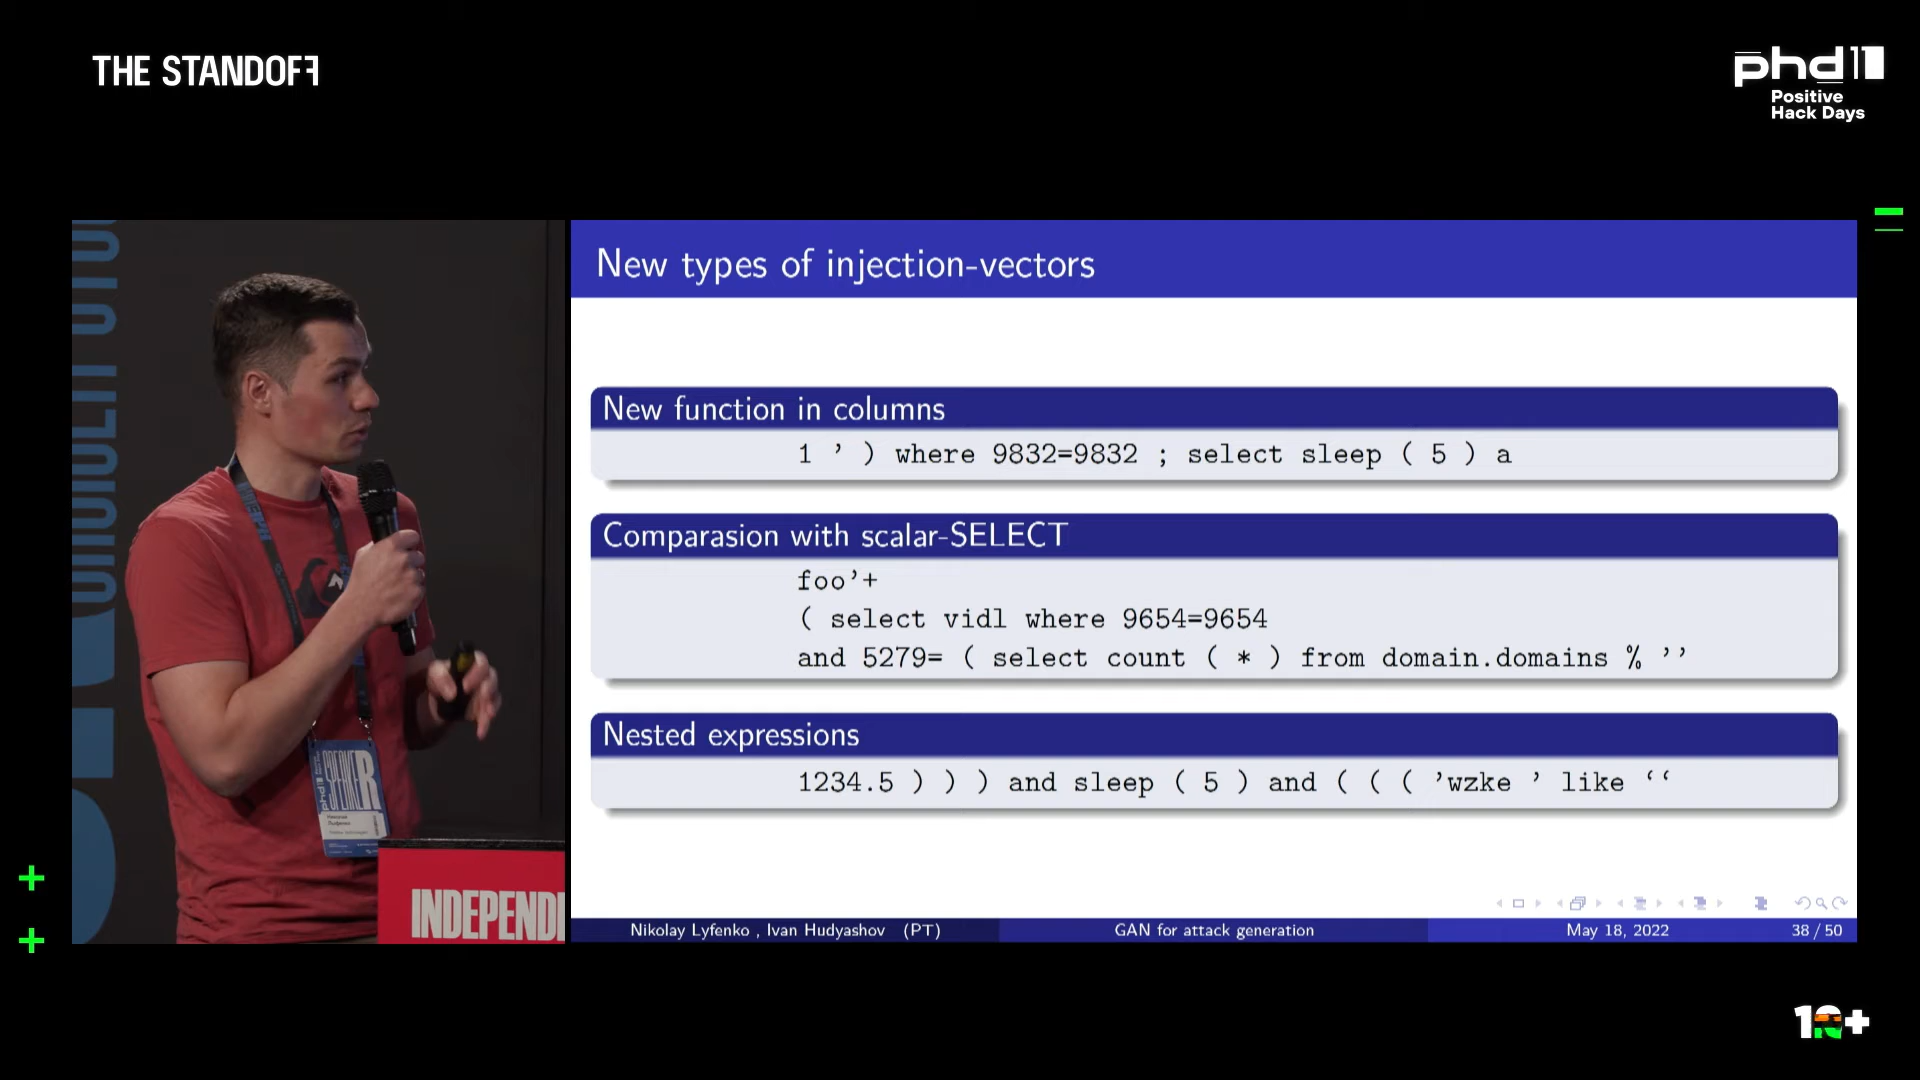 THE STANDOFF
phd11
Positive
Hack Days
New types of injection-vectors
New function in columns
1 ’ ) where 9832=9832 ; select sleep ( 5 ) a
Comparasion with scalar-SELECT
foo’+
( select vidl where 9654=9654
and 5279= ( select count ( * ) from domain.domains % ’’
Nested expressions
1234.5 ) ) ) and sleep ( 5 ) and ( ( ( ’wzke ’ like ‘‘
Nikolay Lyfenko , Ivan Hudyashov (PT)
GAN for attack generation
May 18, 2022
38 / 50
SPEAKER
INDEPEND